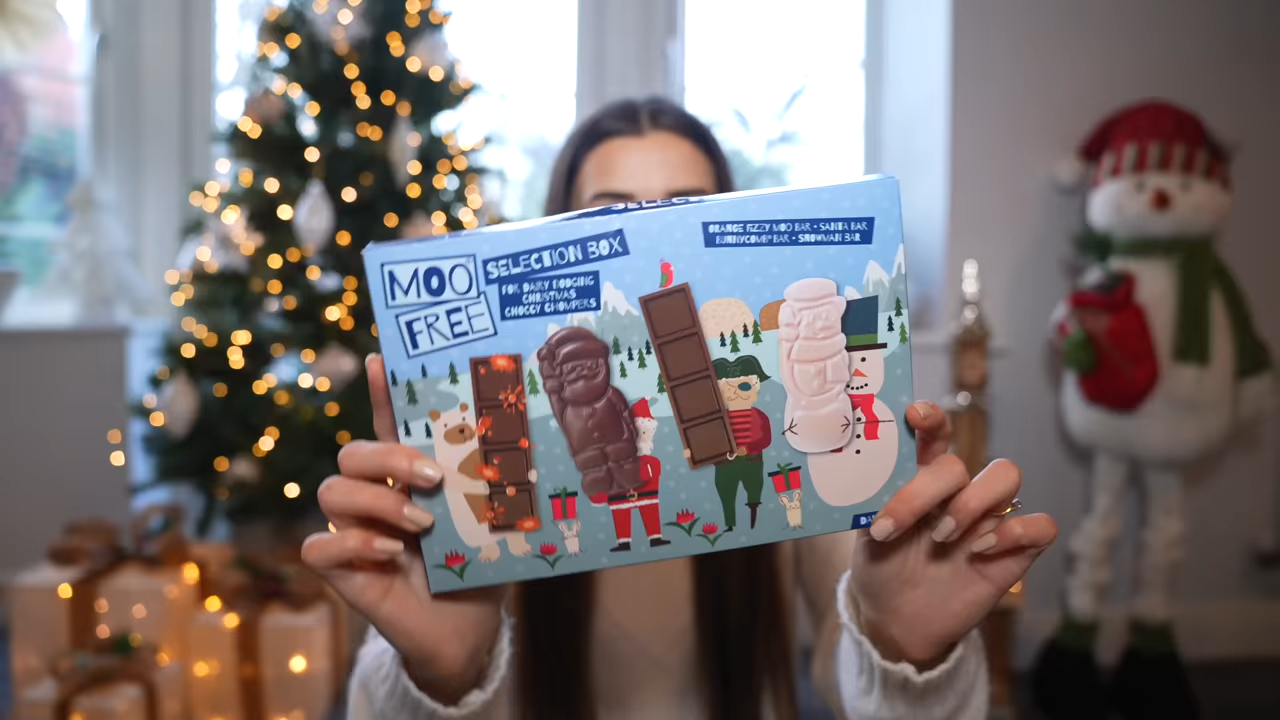 SELECT
MOO
FREE
SELECTION BOX
FOR DAIRY DODGING
CHRISTMAS
CHOCCY CHOMPERS
ORANGE FIZZY MOO BAR • SANTA BAR
BUNNYCOMB BAR • SNOWMAN BAR